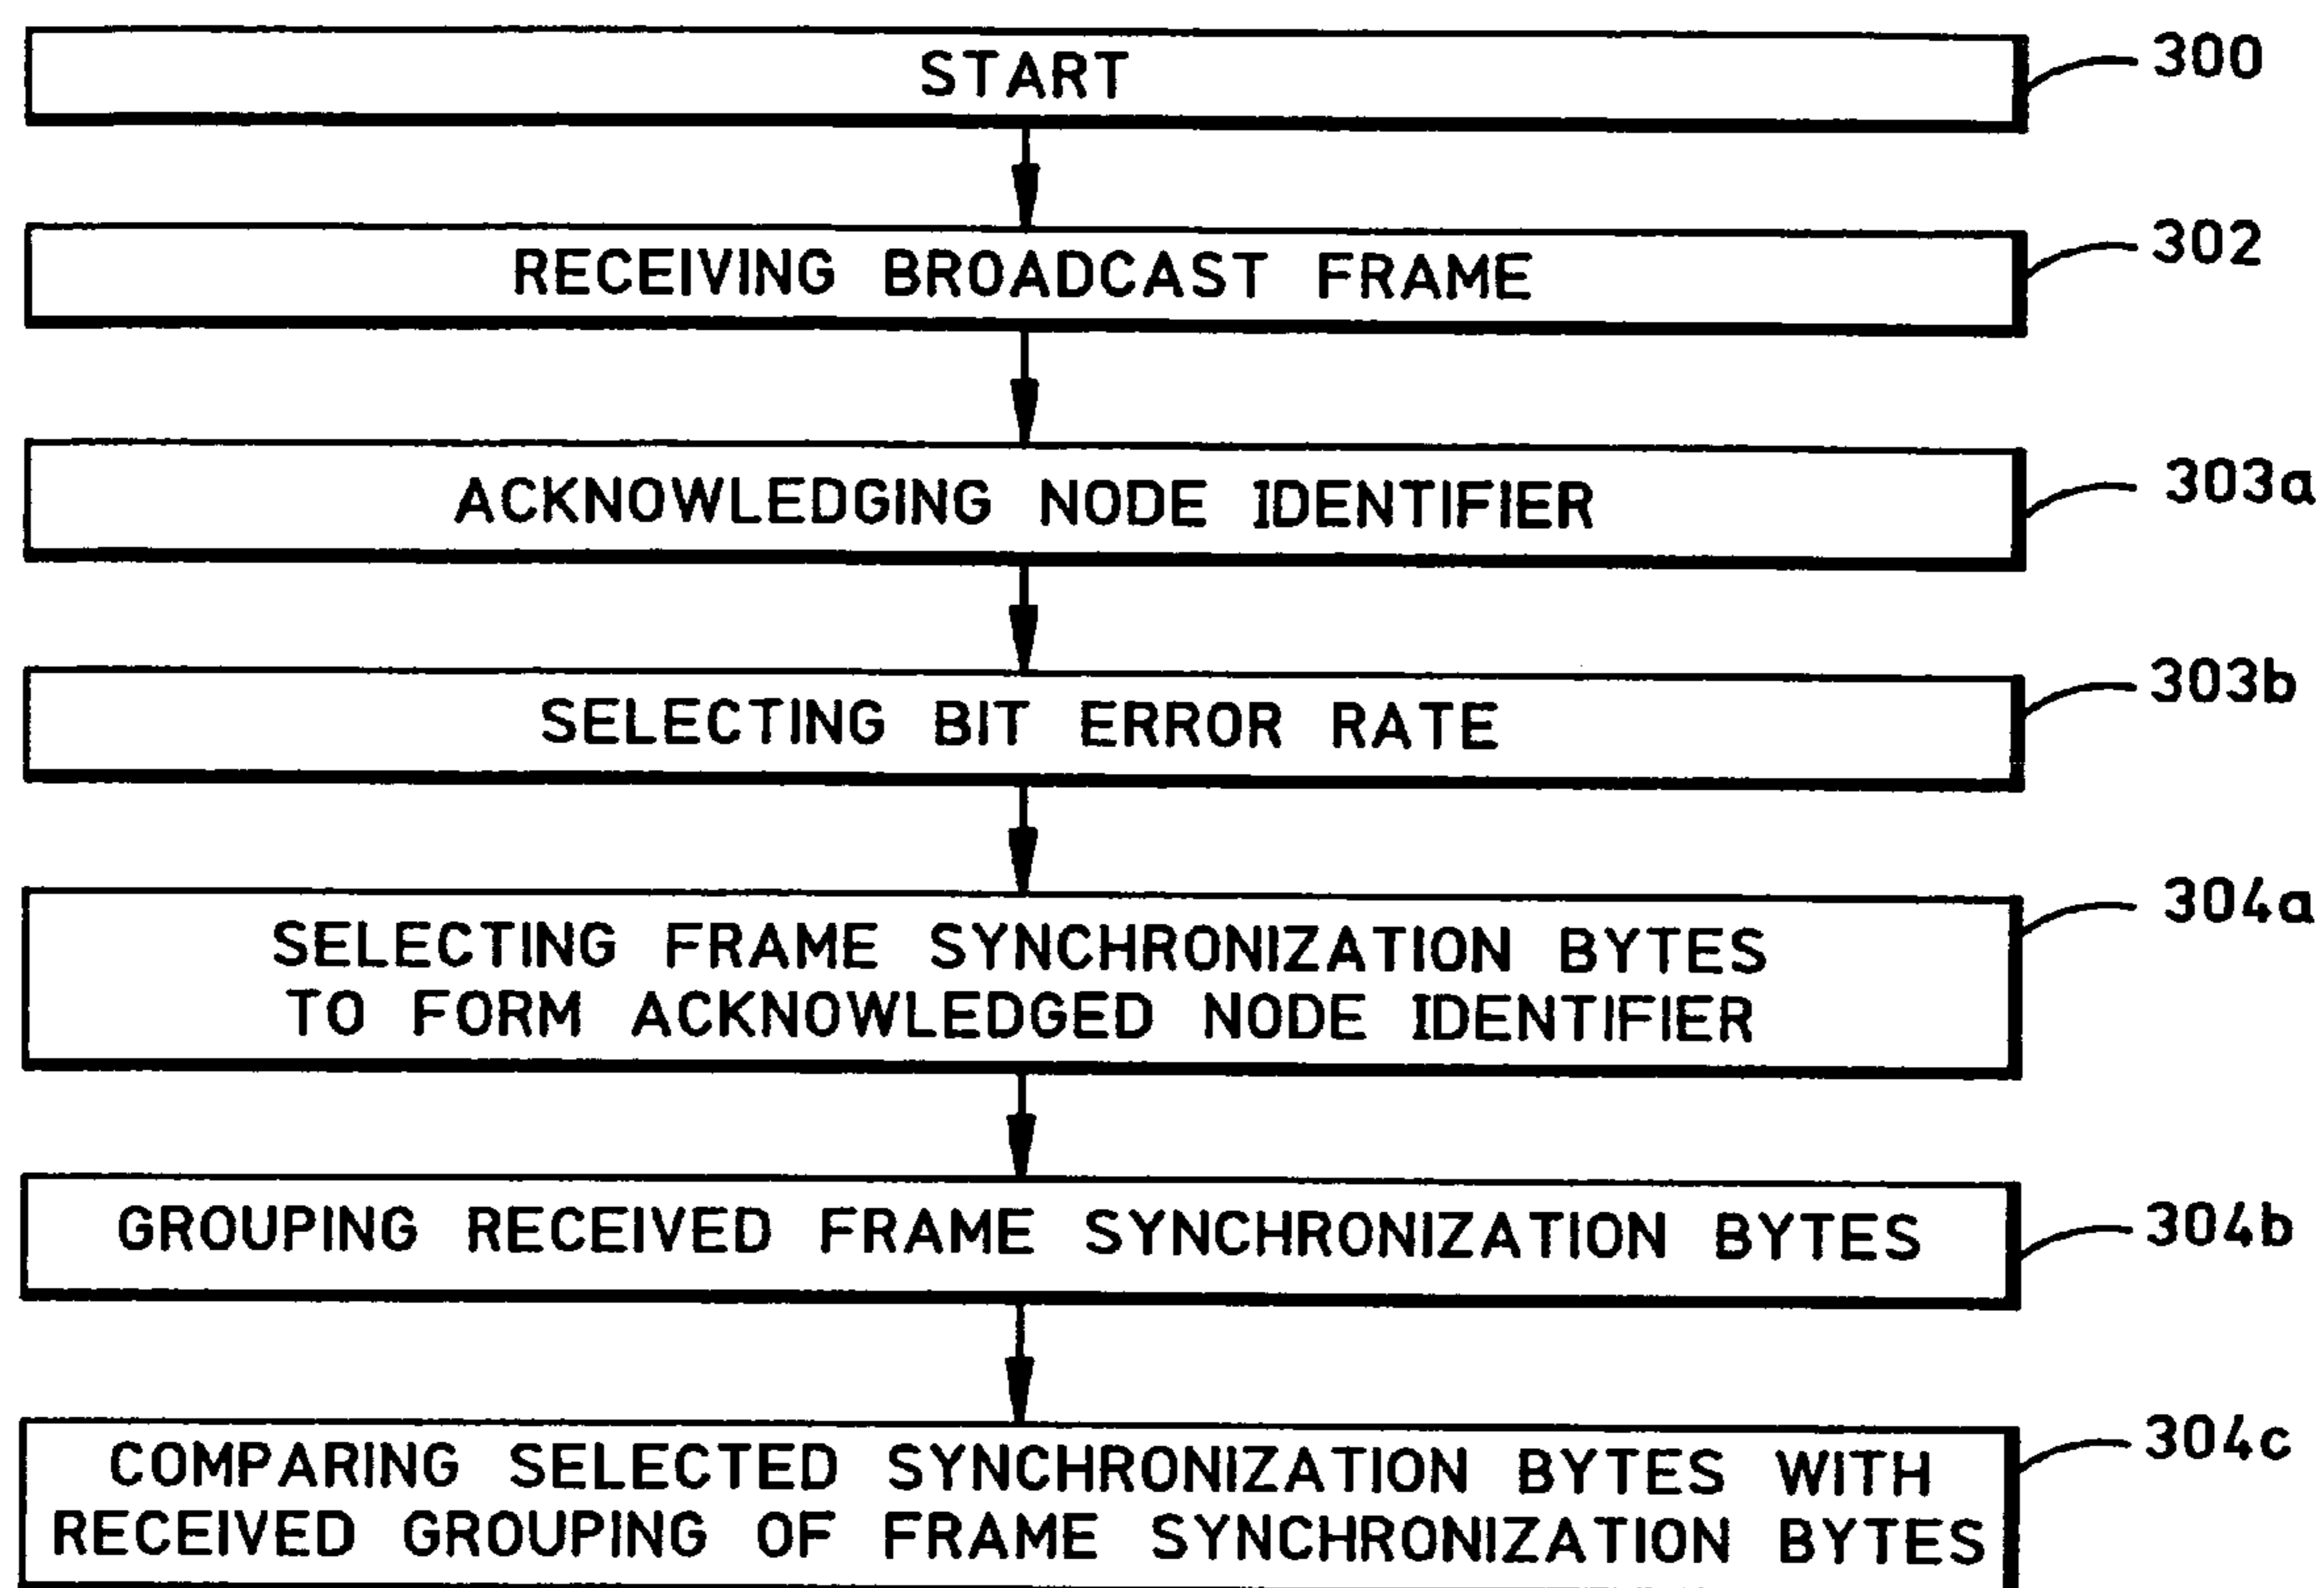 START
300
RECEIVING BROADCAST FRAME
302
ACKNOWLEDGING NODE IDENTIFIER
303a
SELECTING BIT ERROR RATE
303b
SELECTING FRAME SYNCHRONIZATION BYTES
TO FORM ACKNOWLEDGED NODE IDENTIFIER
304a
GROUPING RECEIVED FRAME SYNCHRONIZATION BYTES
304b
COMPARING SELECTED SYNCHRONIZATION BYTES WITH
RECEIVED GROUPING OF FRAME SYNCHRONIZATION BYTES
304c